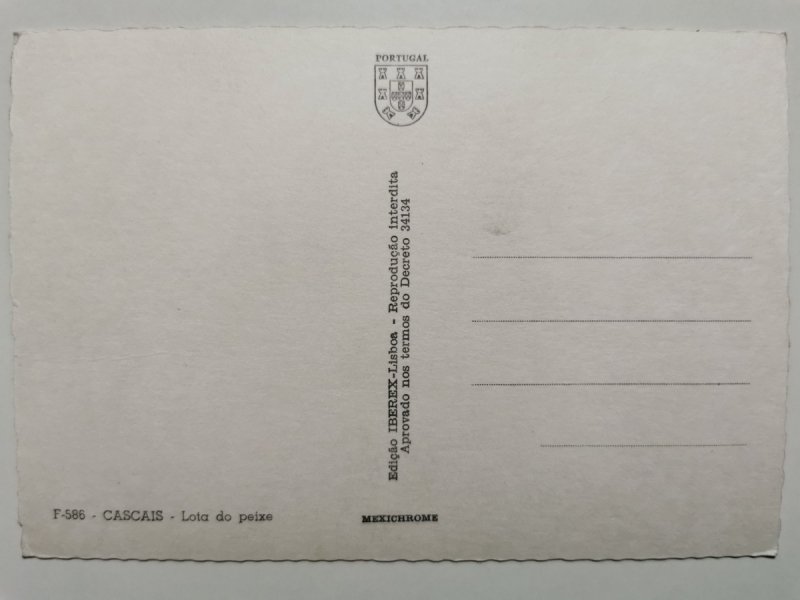 PORTUGAL
Edição IBEREX-Lisboa - Reprodução interdita
Aprovado nos termos do Decreto 34134
F-586 - CASCAIS - Lota do peixe
MEXICHROME